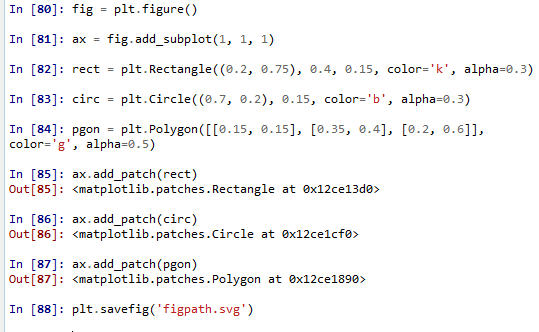 In [80]: fig = plt.figure()
In [81]: ax = fig.add_subplot(1, 1, 1)
In [82]: rect = plt.Rectangle((0.2, 0.75), 0.4, 0.15, color='k', alpha=0.3)
In [83]: circ = plt.Circle((0.7, 0.2), 0.15, color='b', alpha=0.3)
In [84]: pgon = plt.Polygon([[0.15, 0.15], [0.35, 0.4], [0.2, 0.6]],
color='g', alpha=0.5)
In [85]: ax.add_patch(rect)
Out[85]: <matplotlib.patches.Rectangle at 0x12ce13d0>
In [86]: ax.add_patch(circ)
Out[86]: <matplotlib.patches.Circle at 0x12ce1cf0>
In [87]: ax.add_patch(pgon)
Out[87]: <matplotlib.patches.Polygon at 0x12ce1890>
In [88]: plt.savefig('figpath.svg')